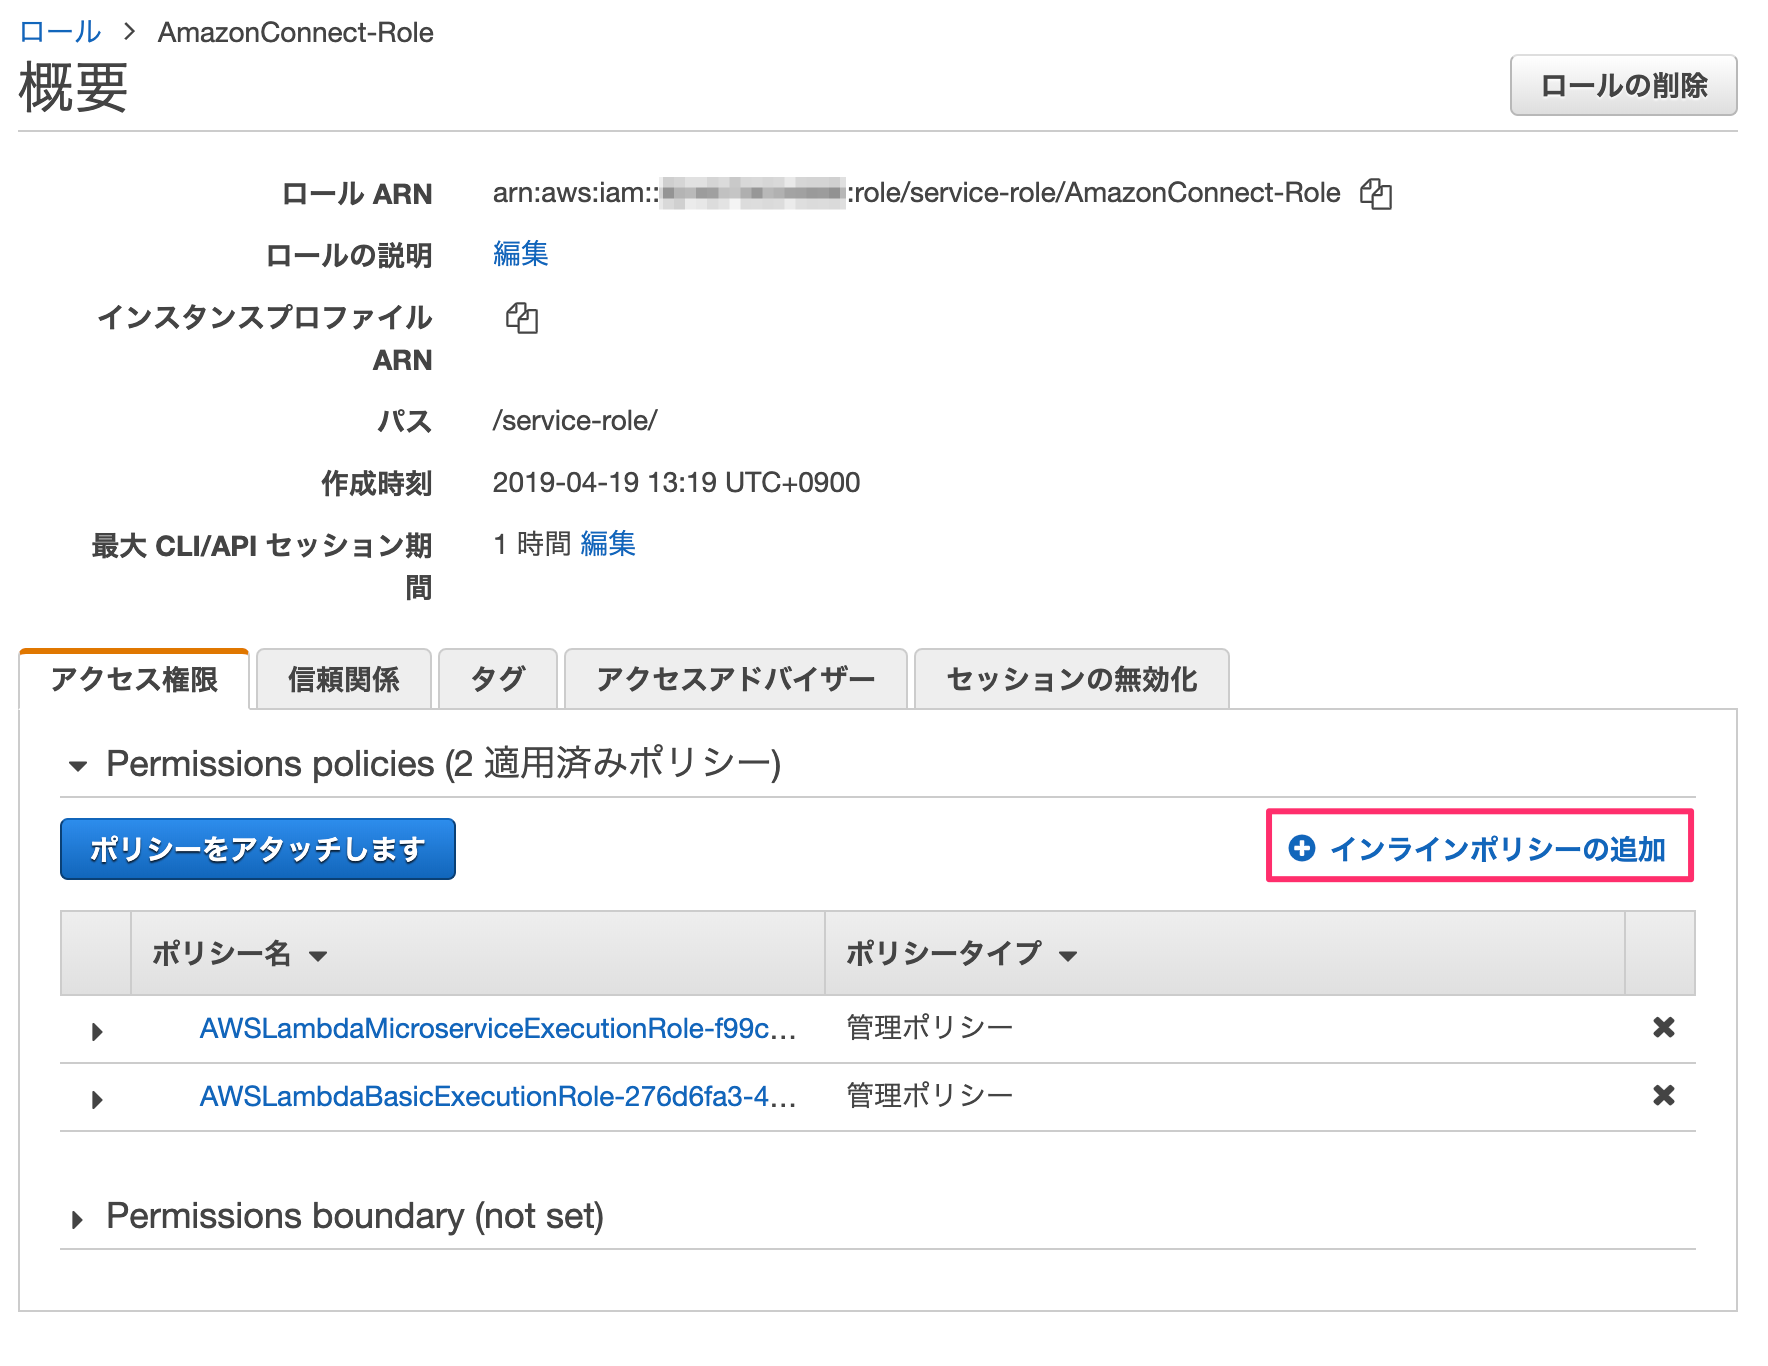 ロール > AmazonConnect-Role
概要
ロールの削除
ロール ARN arn:aws:iam:: :role/service-role/AmazonConnect-Role
ロールの説明 編集
インスタンスプロファイル
ARN
パス /service-role/
作成時刻 2019-04-19 13:19 UTC+0900
最大 CLI/API セッション期 1 時間 編集
間
アクセス権限 信頼関係 タグ アクセスアドバイザー セッションの無効化
Permissions policies (2 適用済みポリシー)
ポリシーをアタッチします インラインポリシーの追加
ポリシー名 ポリシータイプ
AWSLambdaMicroserviceExecutionRole-f99c... 管理ポリシー
AWSLambdaBasicExecutionRole-276d6fa3-4... 管理ポリシー
Permissions boundary (not set)